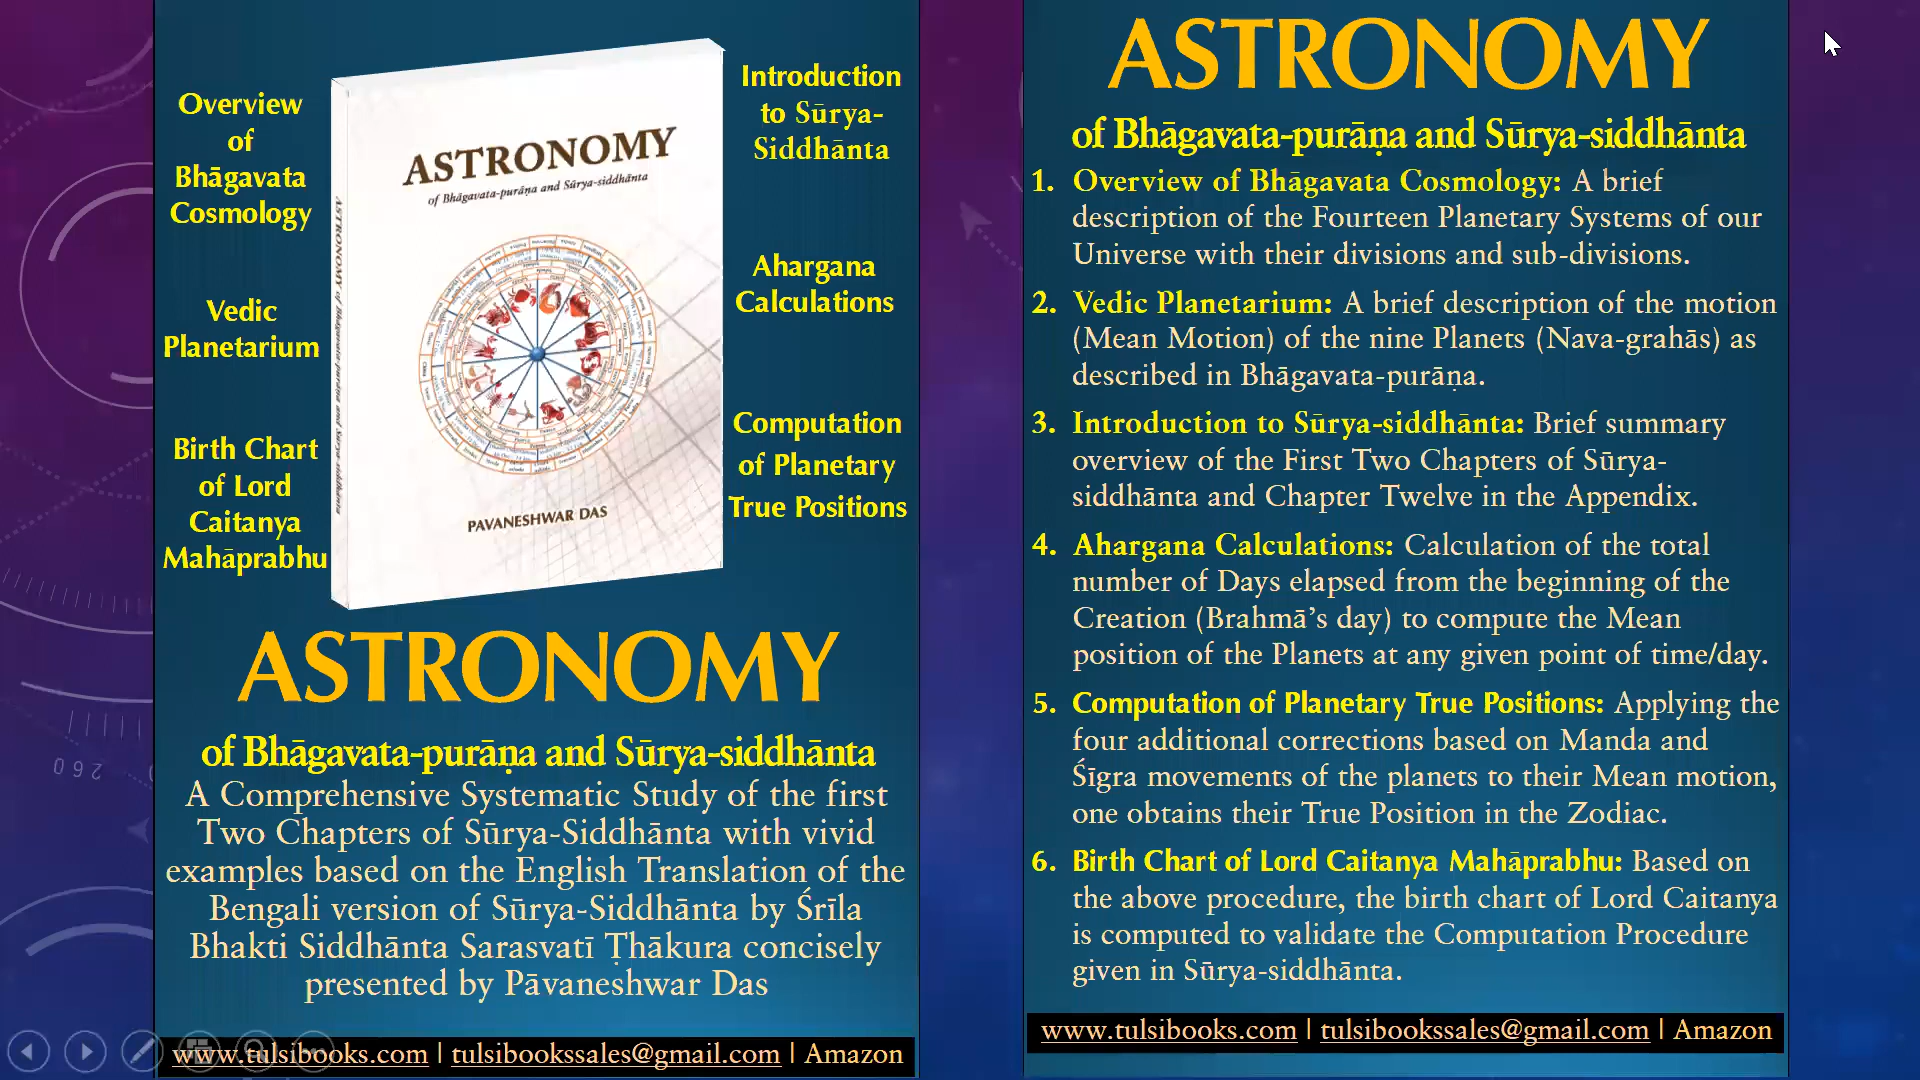 Overview
of
Bhāgavata
Cosmology
Vedic
Planetarium
Birth Chart
of Lord
Caitanya
Mahāprabhu
ASTRONOMY
of Bhāgavata-purāṇa and Sūrya-siddhānta
PAVANESHWAR DAS
ASTRONOMY of Bhāgavata-purāṇa and Sūrya-siddhānta
Introduction
to Sūrya-
Siddhānta
Ahargana
Calculations
Computation
of Planetary
True Positions
ASTRONOMY
of Bhāgavata-purāṇa and Sūrya-siddhānta
A Comprehensive Systematic Study of the first
Two Chapters of Sūrya-Siddhānta with vivid
examples based on the English Translation of the
Bengali version of Sūrya-Siddhānta by Śrīla
Bhakti Siddhānta Sarasvatī Ṭhākura concisely
presented by Pāvaneshwar Das
www.tulsibooks.com | tulsibookssales@gmail.com | Amazon
ASTRONOMY
of Bhāgavata-purāṇa and Sūrya-siddhānta
1. Overview of Bhāgavata Cosmology: A brief
description of the Fourteen Planetary Systems of our
Universe with their divisions and sub-divisions.
2. Vedic Planetarium: A brief description of the motion
(Mean Motion) of the nine Planets (Nava-grahās) as
described in Bhāgavata-purāṇa.
3. Introduction to Sūrya-siddhānta: Brief summary
overview of the First Two Chapters of Sūrya-
siddhānta and Chapter Twelve in the Appendix.
4. Ahargana Calculations: Calculation of the total
number of Days elapsed from the beginning of the
Creation (Brahmā's day) to compute the Mean
position of the Planets at any given point of time/day.
5. Computation of Planetary True Positions: Applying the
four additional corrections based on Manda and
Śīgra movements of the planets to their Mean motion,
one obtains their True Position in the Zodiac.
6. Birth Chart of Lord Caitanya Mahāprabhu: Based on
the above procedure, the birth chart of Lord Caitanya
is computed to validate the Computation Procedure
given in Sūrya-siddhānta.
www.tulsibooks.com | tulsibookssales@gmail.com | Amazon
260